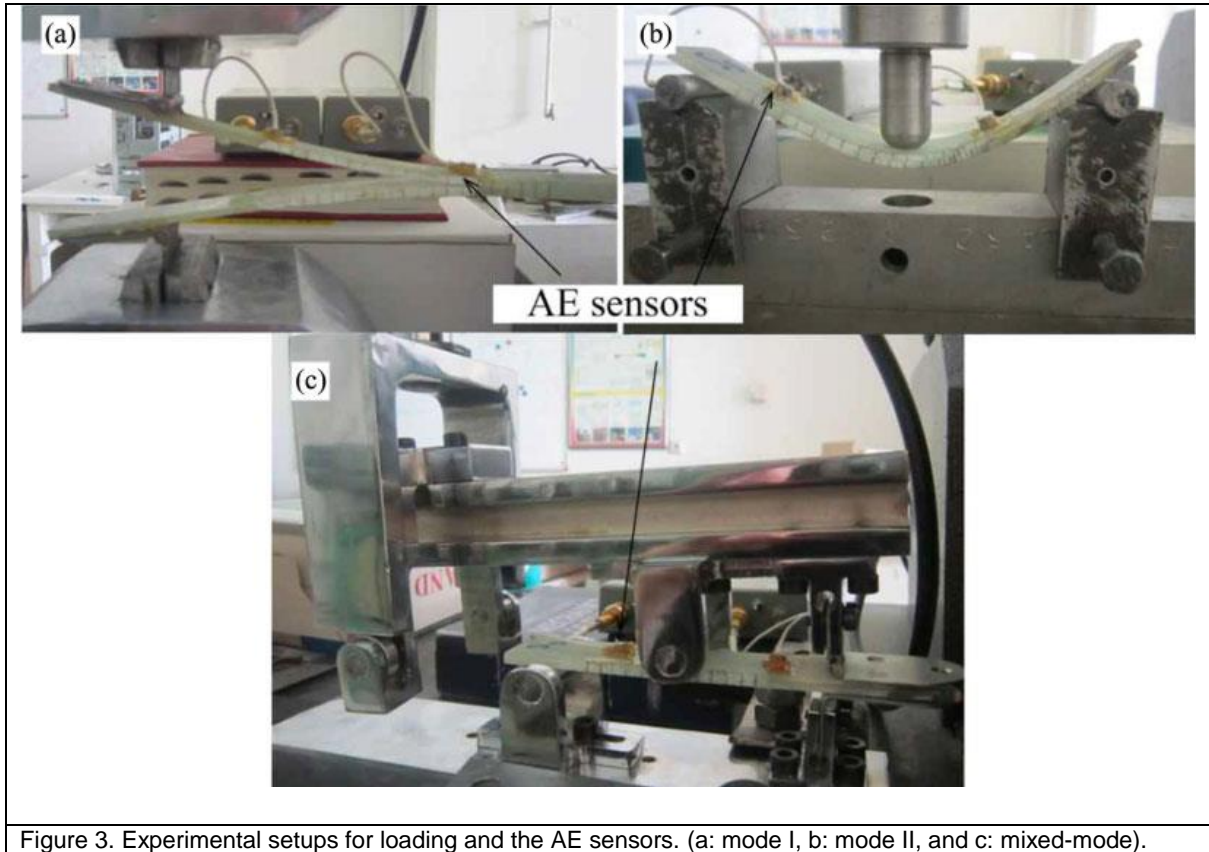 (a)
(b)
AE sensors
(c)
Figure 3. Experimental setups for loading and the AE sensors. (a: mode I, b: mode II, and c: mixed-mode).